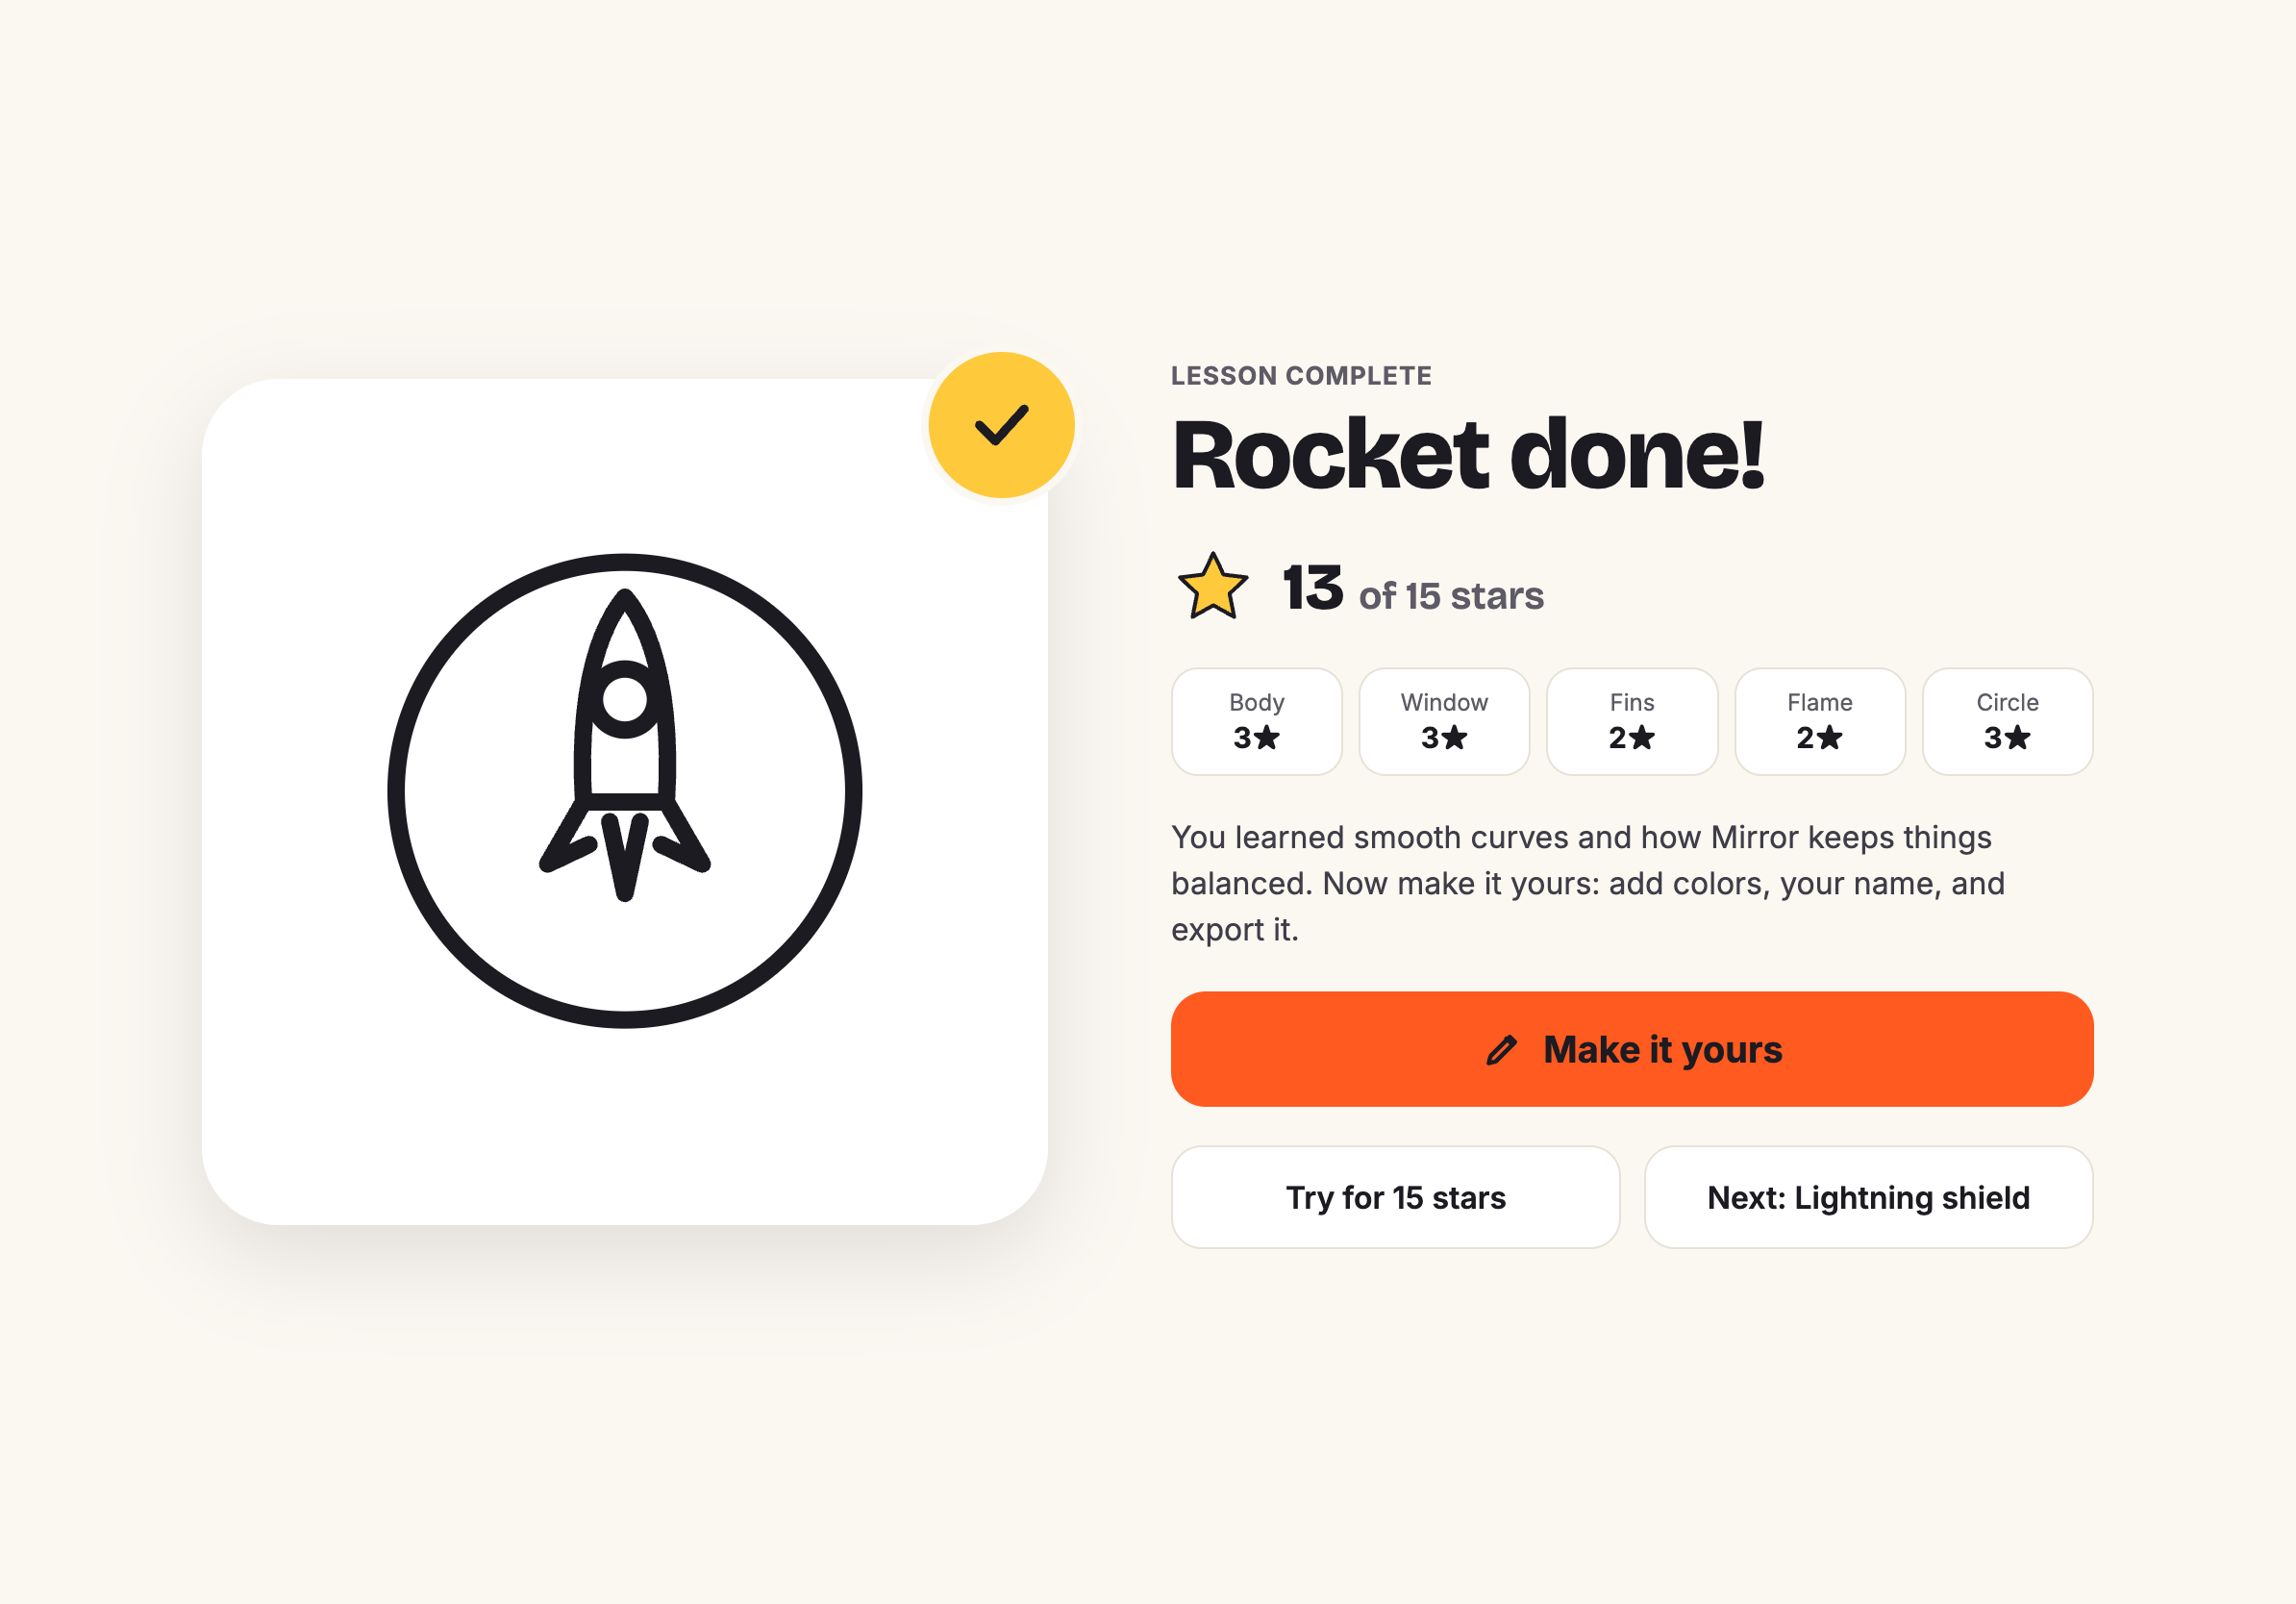 LESSON COMPLETE
Rocket done!
13 of 15 stars
Body Window Fins Flame Circle
3★ 3★ 2★ 2★ 3★
You learned smooth curves and how Mirror keeps things
balanced. Now make it yours: add colors, your name, and
export it.
Make it yours
Try for 15 stars Next: Lightning shield